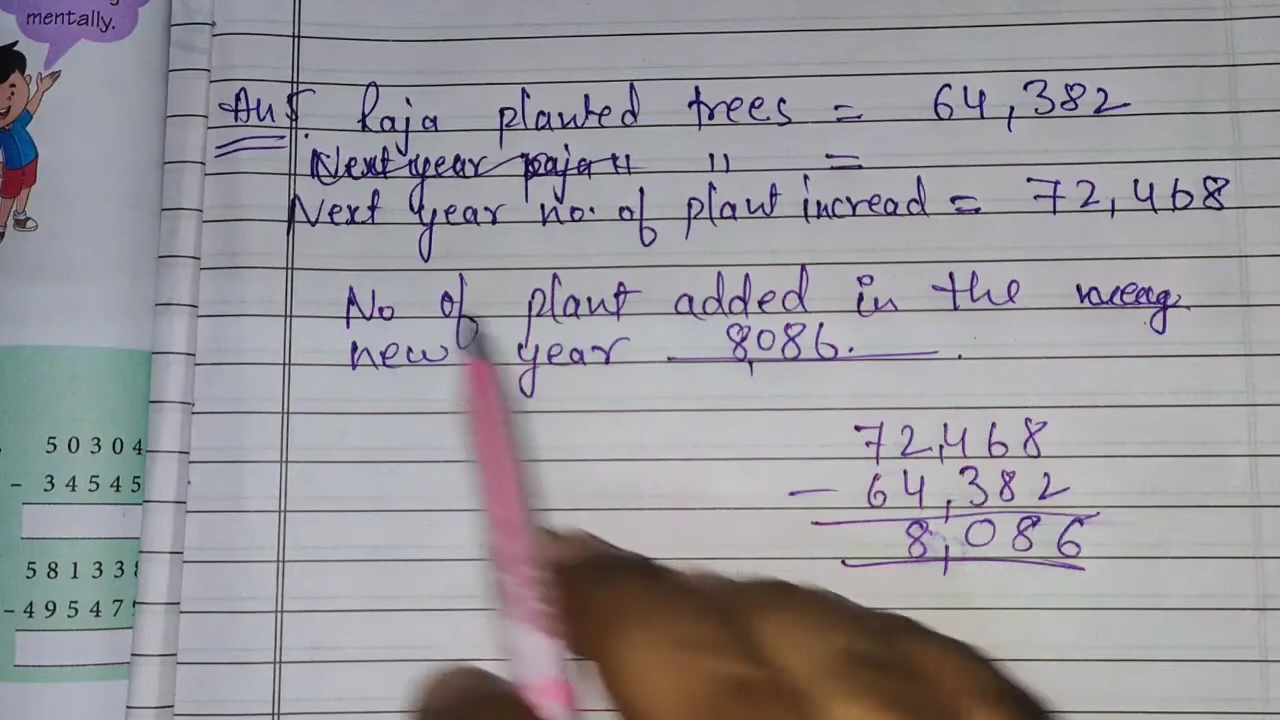 mentally.
Ans. Raja planted trees = 64,382
Next year raja " " =
Next year no. of plant incread = 72,468
No of plant added in the
new year 8,086.
72,468
- 64,382
8,086
50304
- 34545
58133
- 49547